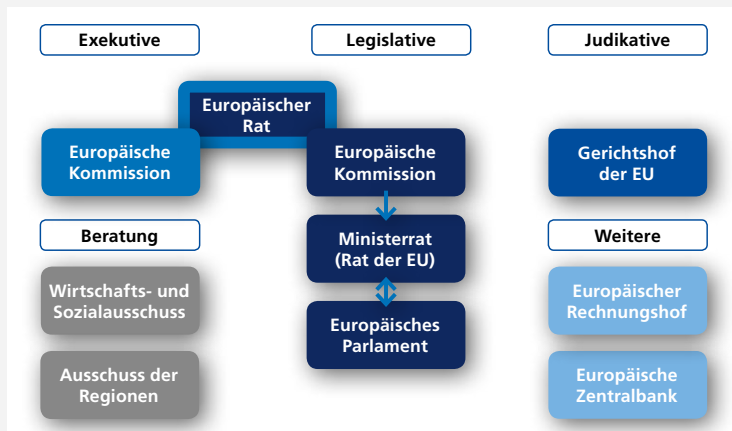 Exekutive
Legislative
Judikative
Europäischer
Rat
Europäische
Kommission
Europäische
Kommission
Gerichtshof
der EU
Beratung
Ministerrat
(Rat der EU)
Weitere
Wirtschafts- und
Sozialausschuss
Europäischer
Rechnungshof
Europäisches
Parlament
Ausschuss der
Regionen
Europäische
Zentralbank